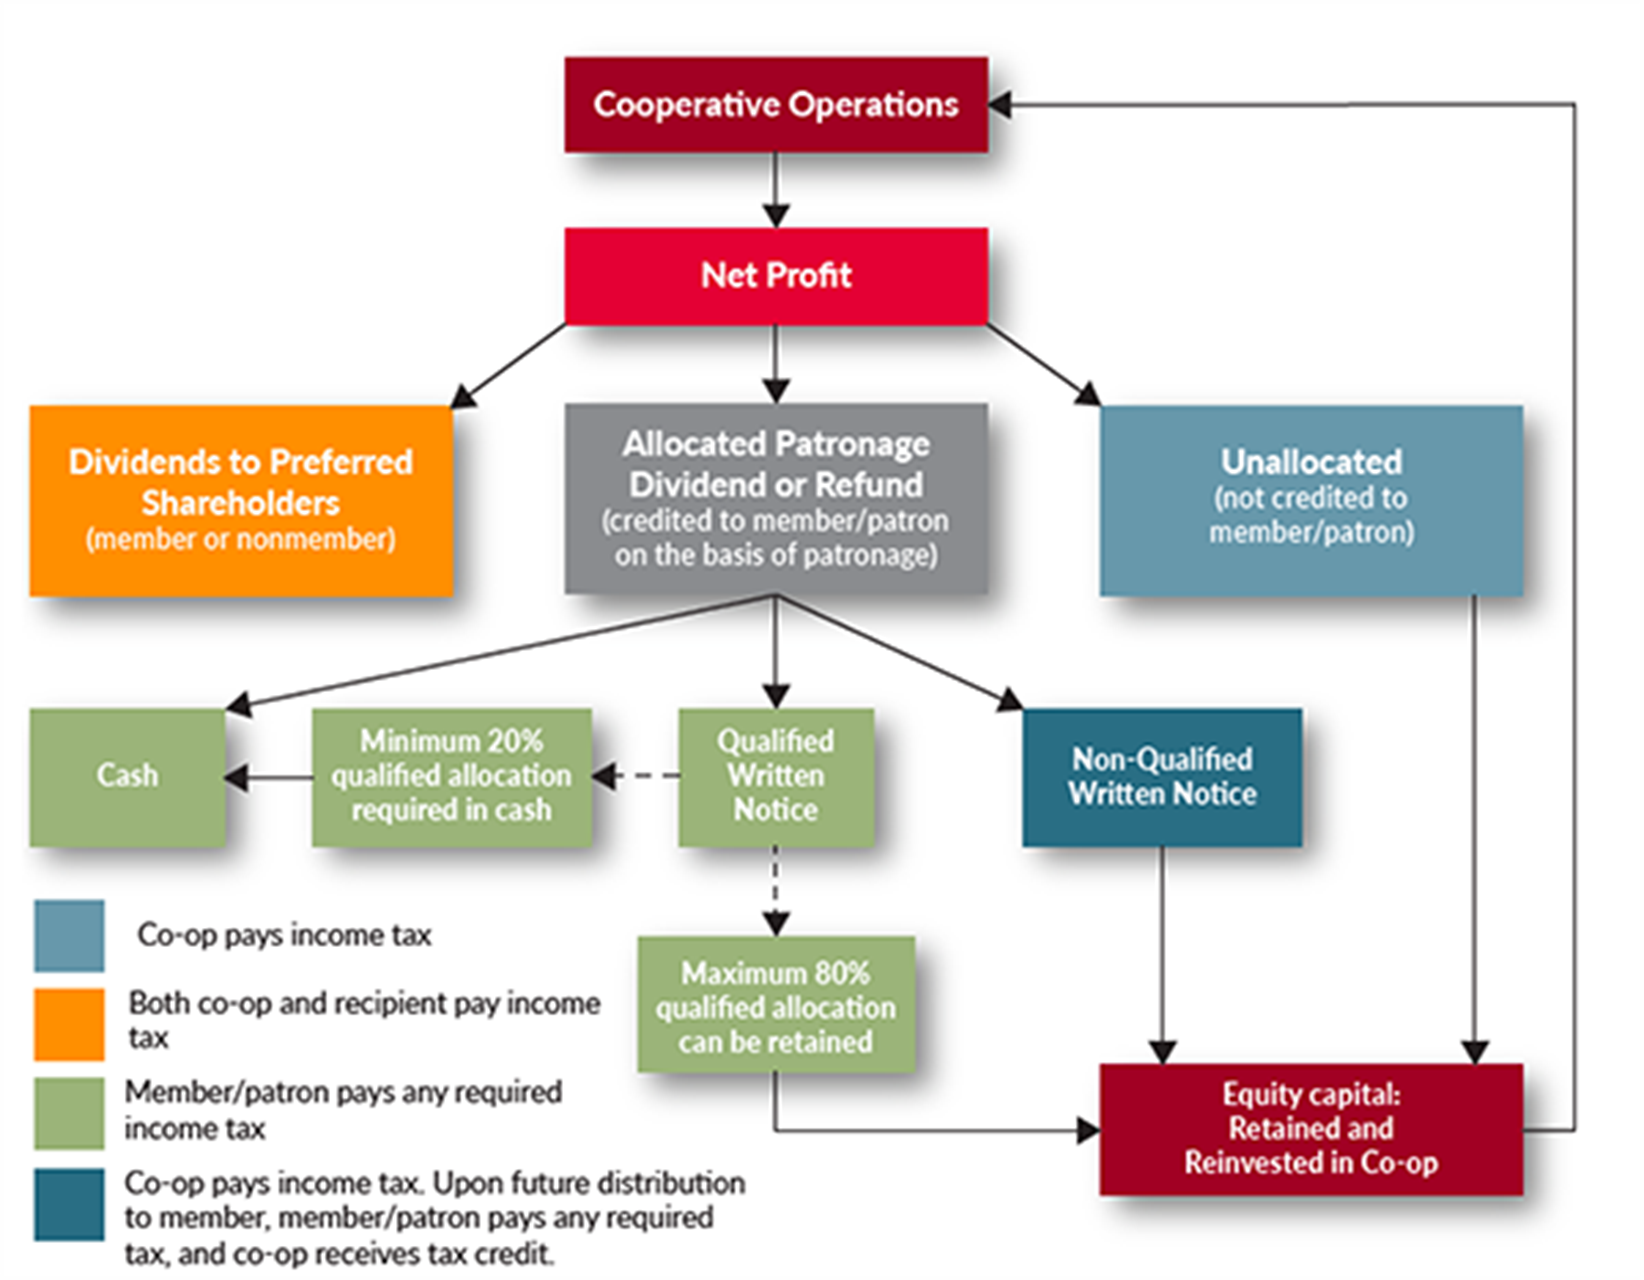 Cooperative Operations
Net Profit
Dividends to Preferred
Shareholders
(member or nonmember)
Allocated Patronage
Dividend or Refund
(credited to member/patron
on the basis of patronage)
Unallocated
(not credited to
member/patron)
Cash
Minimum 20%
qualified allocation
required in cash
Qualified
Written
Notice
Non-Qualified
Written Notice
Maximum 80%
qualified allocation
can be retained
Equity capital:
Retained and
Reinvested in Co-op
Co-op pays income tax
Both co-op and recipient pay income
tax
Member/patron pays any required
income tax
Co-op pays income tax. Upon future distribution
to member, member/patron pays any required
tax, and co-op receives tax credit.